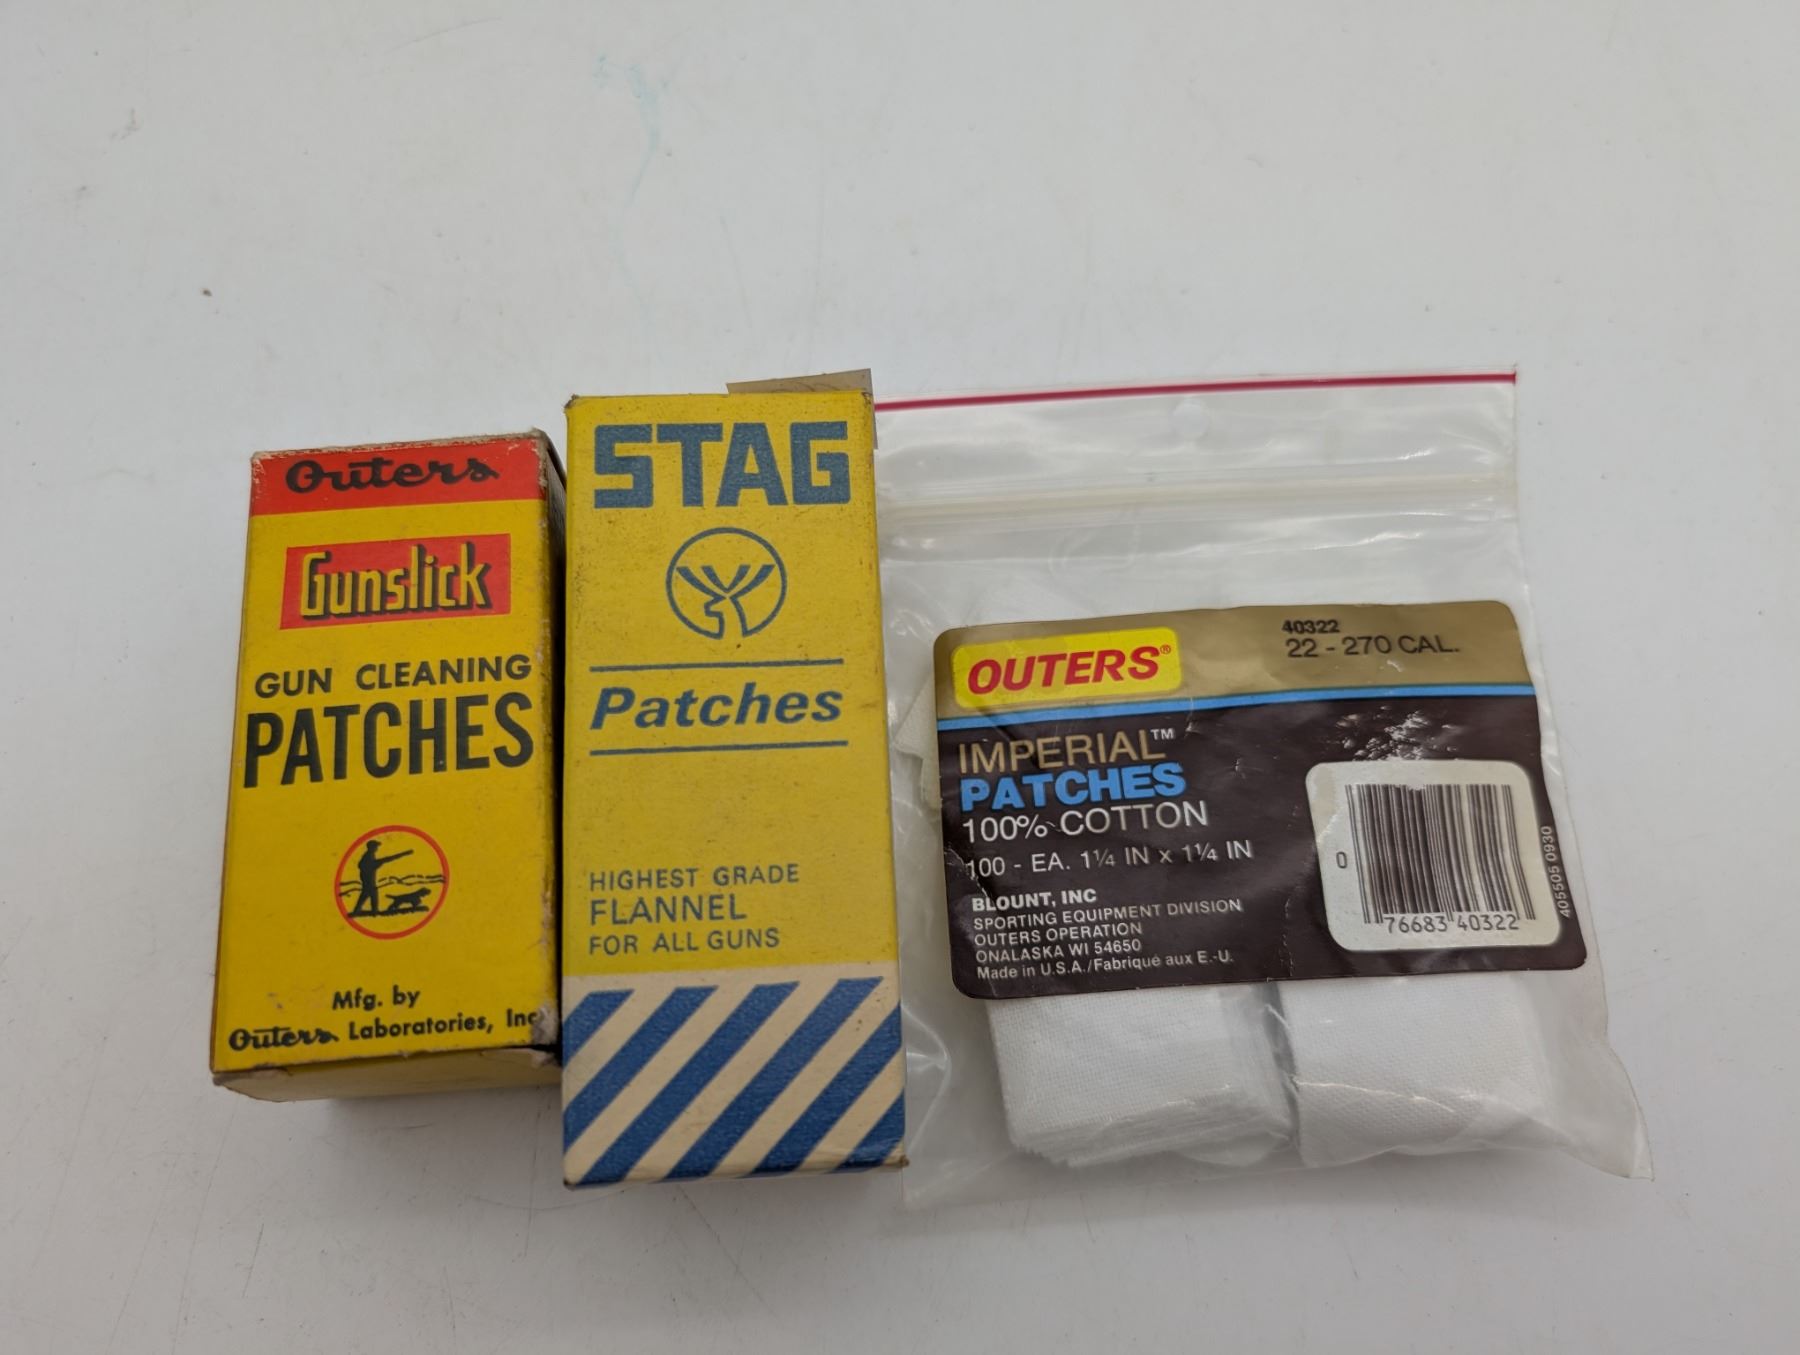 Outers
Gunslick
GUN CLEANING
PATCHES
Mfg. by
Outers Laboratories, Inc
STAG
Patches
HIGHEST GRADE
FLANNEL
FOR ALL GUNS
OUTERS®
40322
22 - 270 CAL.
IMPERIAL™
PATCHES
100% COTTON
100 - EA. 1¼ IN x 1¼ IN
BLOUNT, INC
SPORTING EQUIPMENT DIVISION
OUTERS OPERATION
ONALASKA WI 54650
Made in U.S.A./Fabriqué aux E.-U.
0 76683 40322
405505 0930